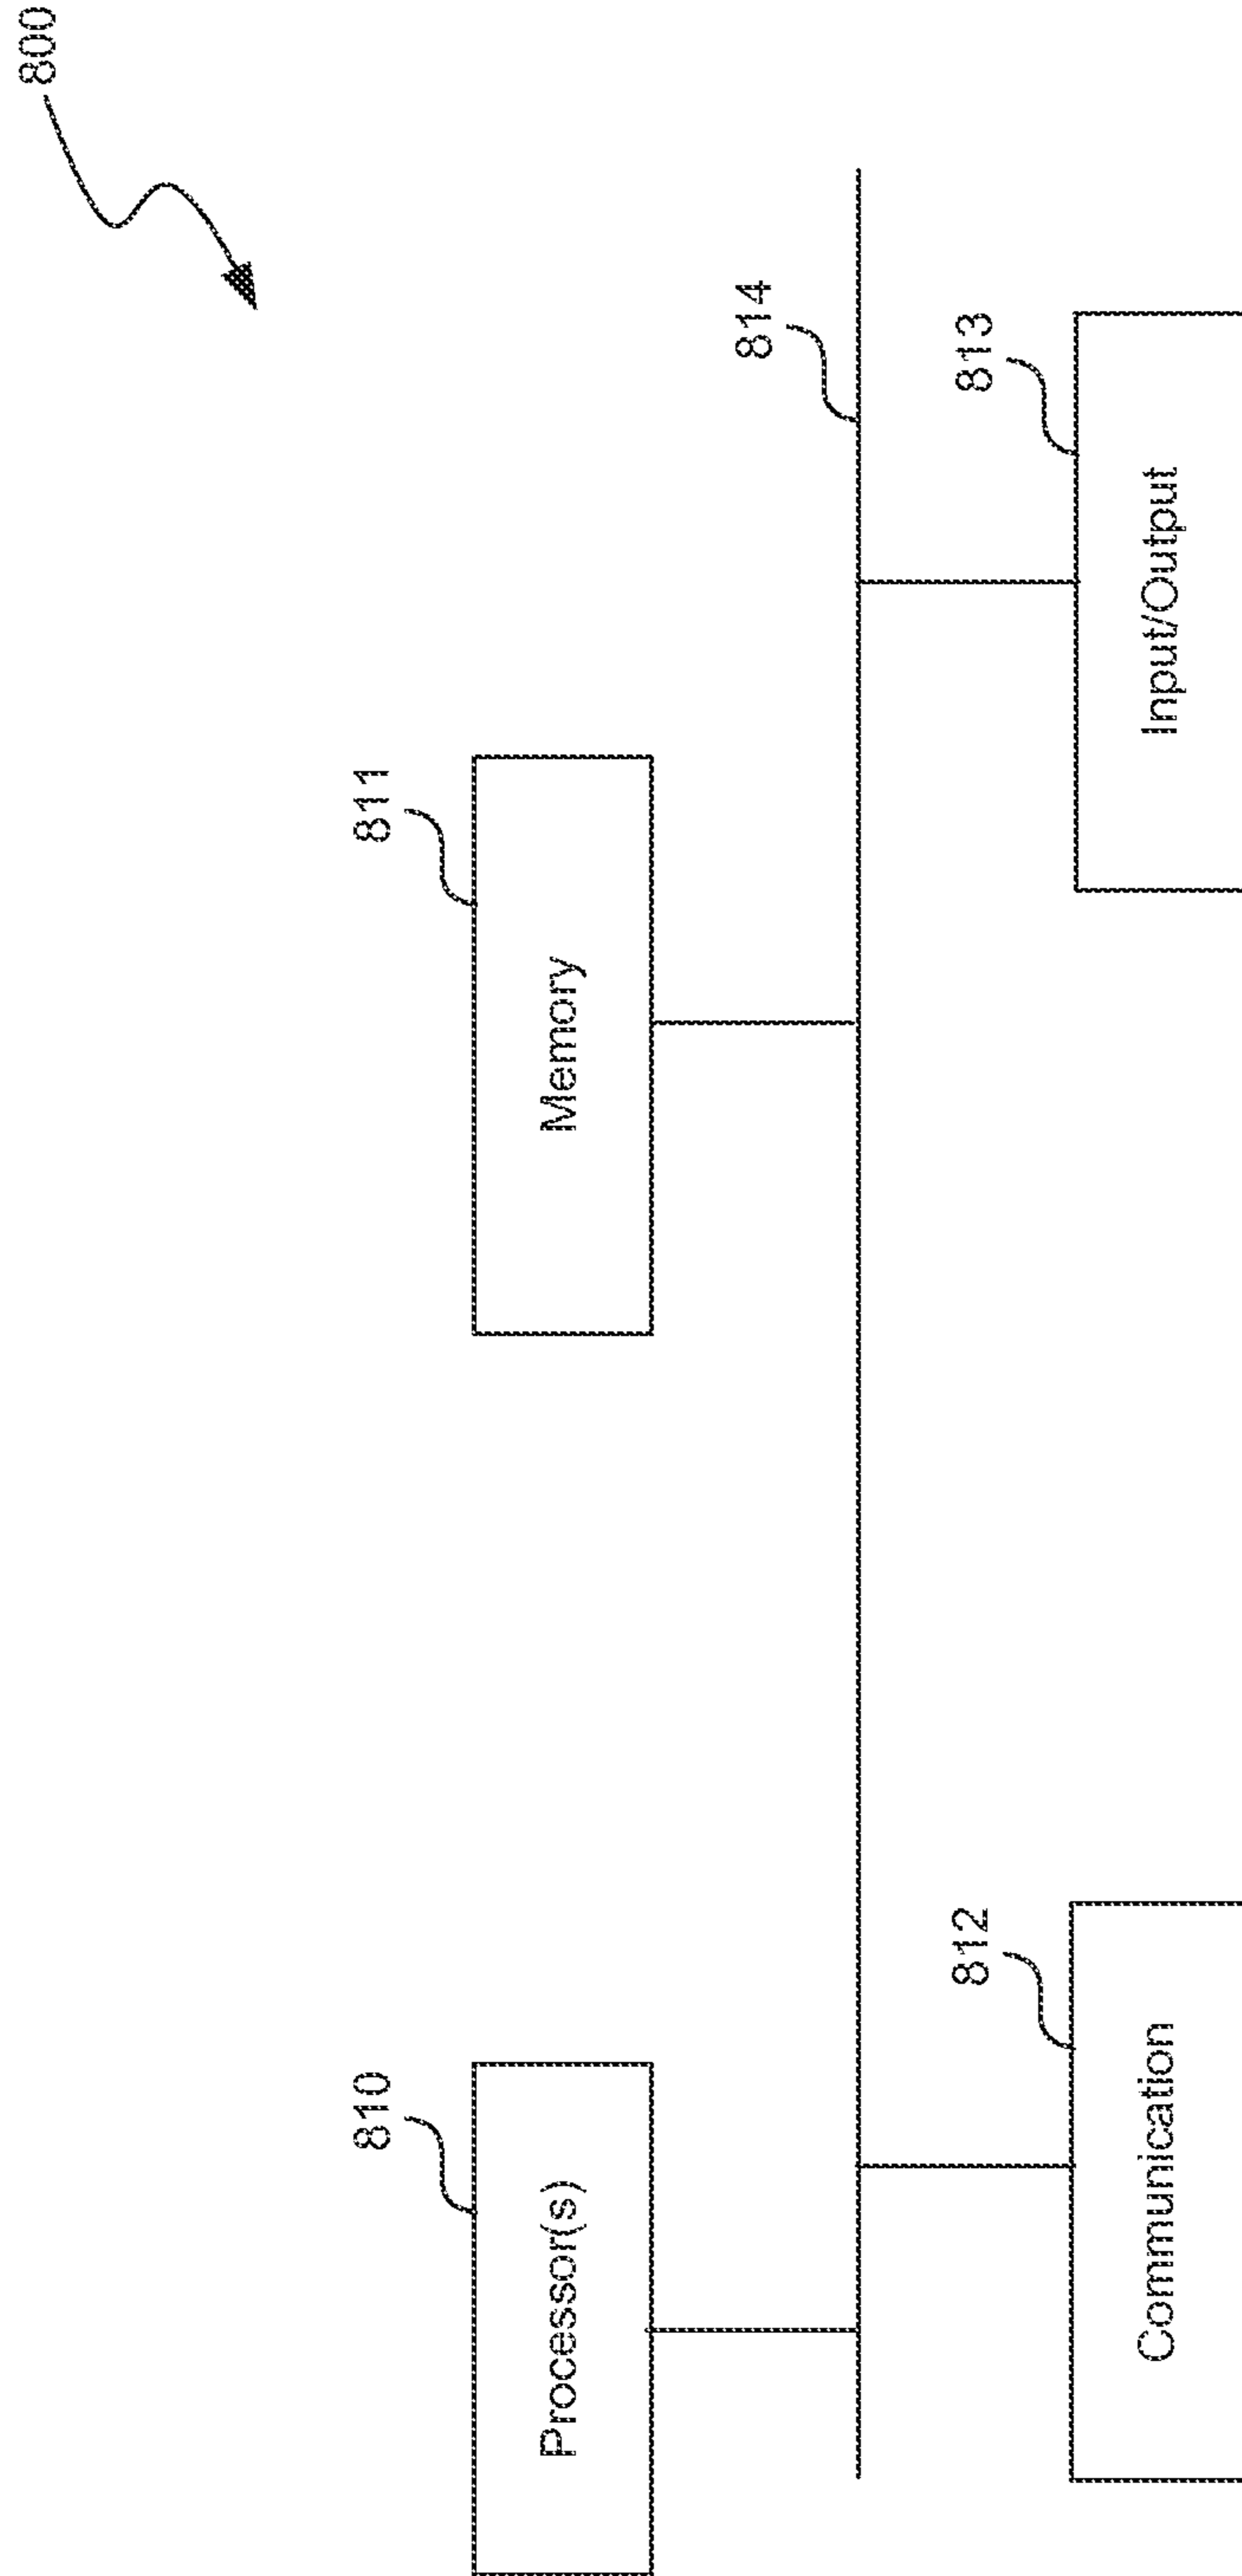 800
810
Processor(s)
811
Memory
814
812
Communication
813
Input/Output